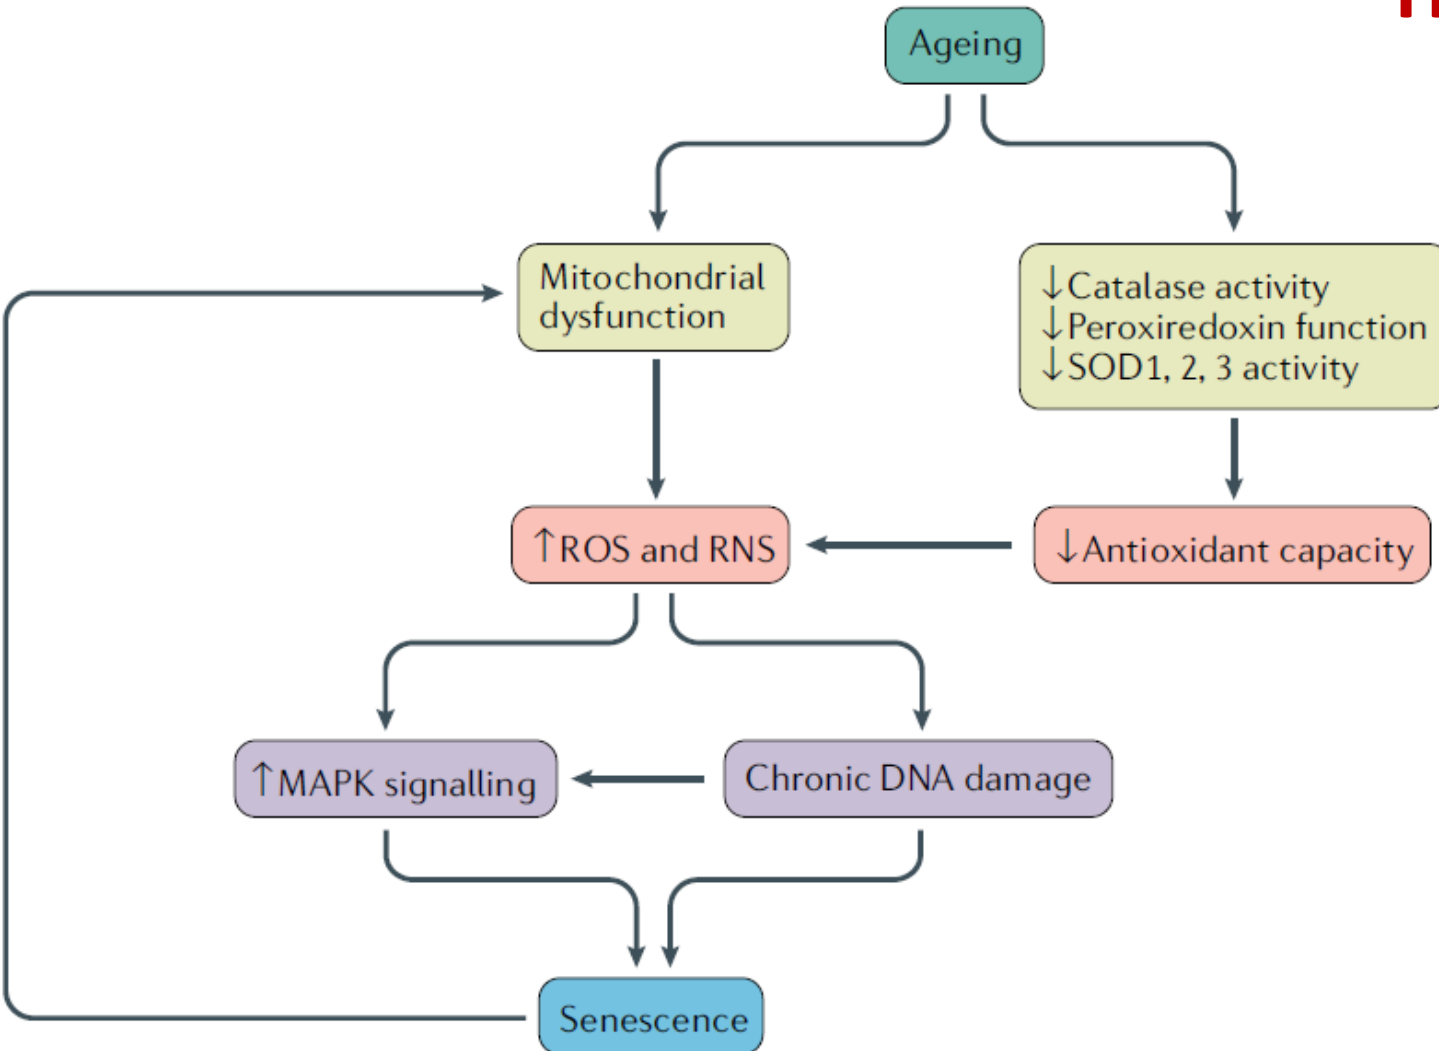 Ageing
Mitochondrial
dysfunction
↓Catalase activity
↓Peroxiredoxin function
↓SOD1, 2, 3 activity
↑ROS and RNS
↓Antioxidant capacity
↑MAPK signalling
Chronic DNA damage
Senescence